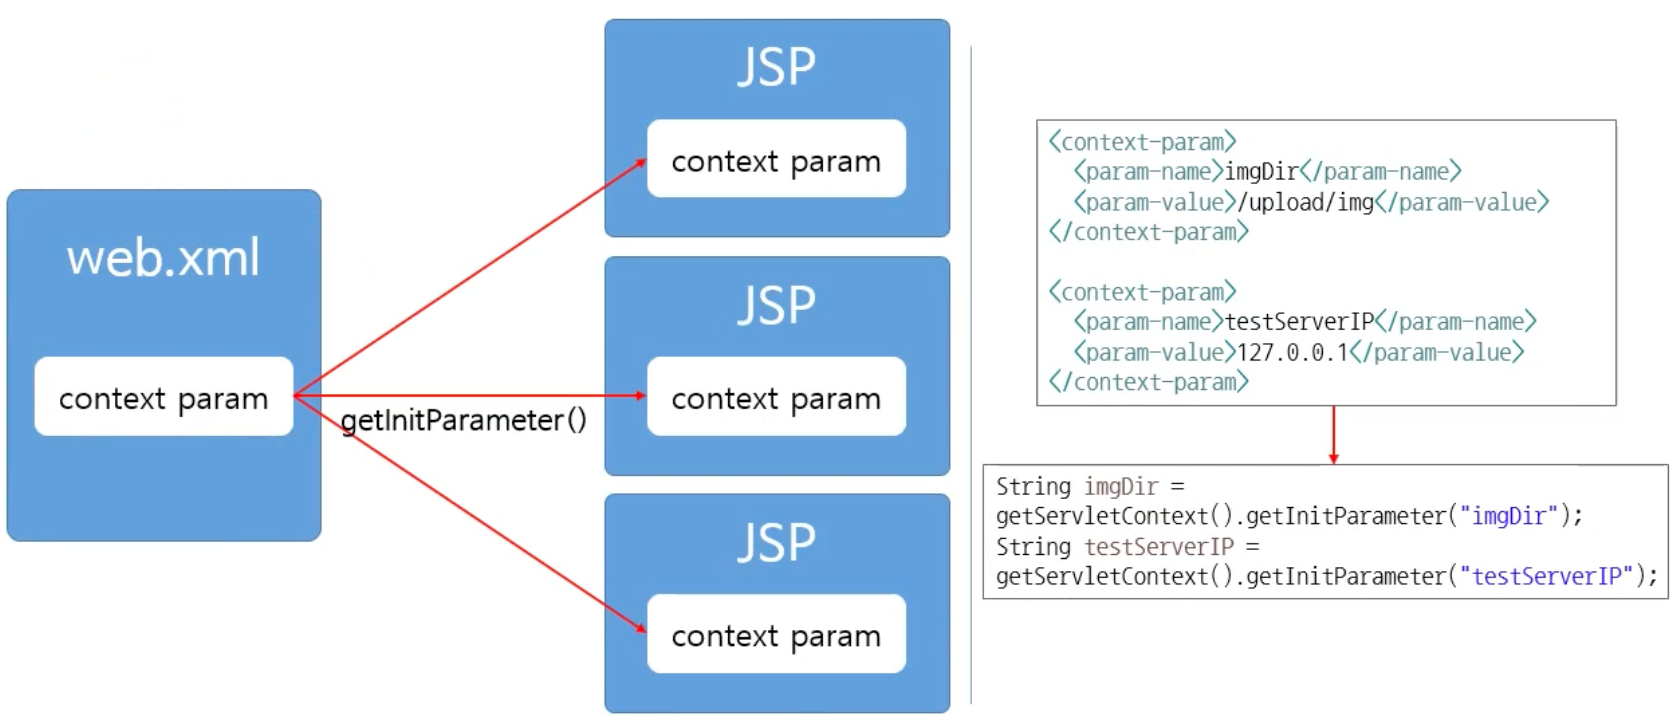 web.xml
context param
getInitParameter()
JSP
context param
JSP
context param
JSP
context param
<context-param>
<param-name>imgDir</param-name>
<param-value>/upload/img</param-value>
</context-param>
<context-param>
<param-name>testServerIP</param-name>
<param-value>127.0.0.1</param-value>
</context-param>
String imgDir =
getServletContext().getInitParameter("imgDir");
String testServerIP =
getServletContext().getInitParameter("testServerIP");